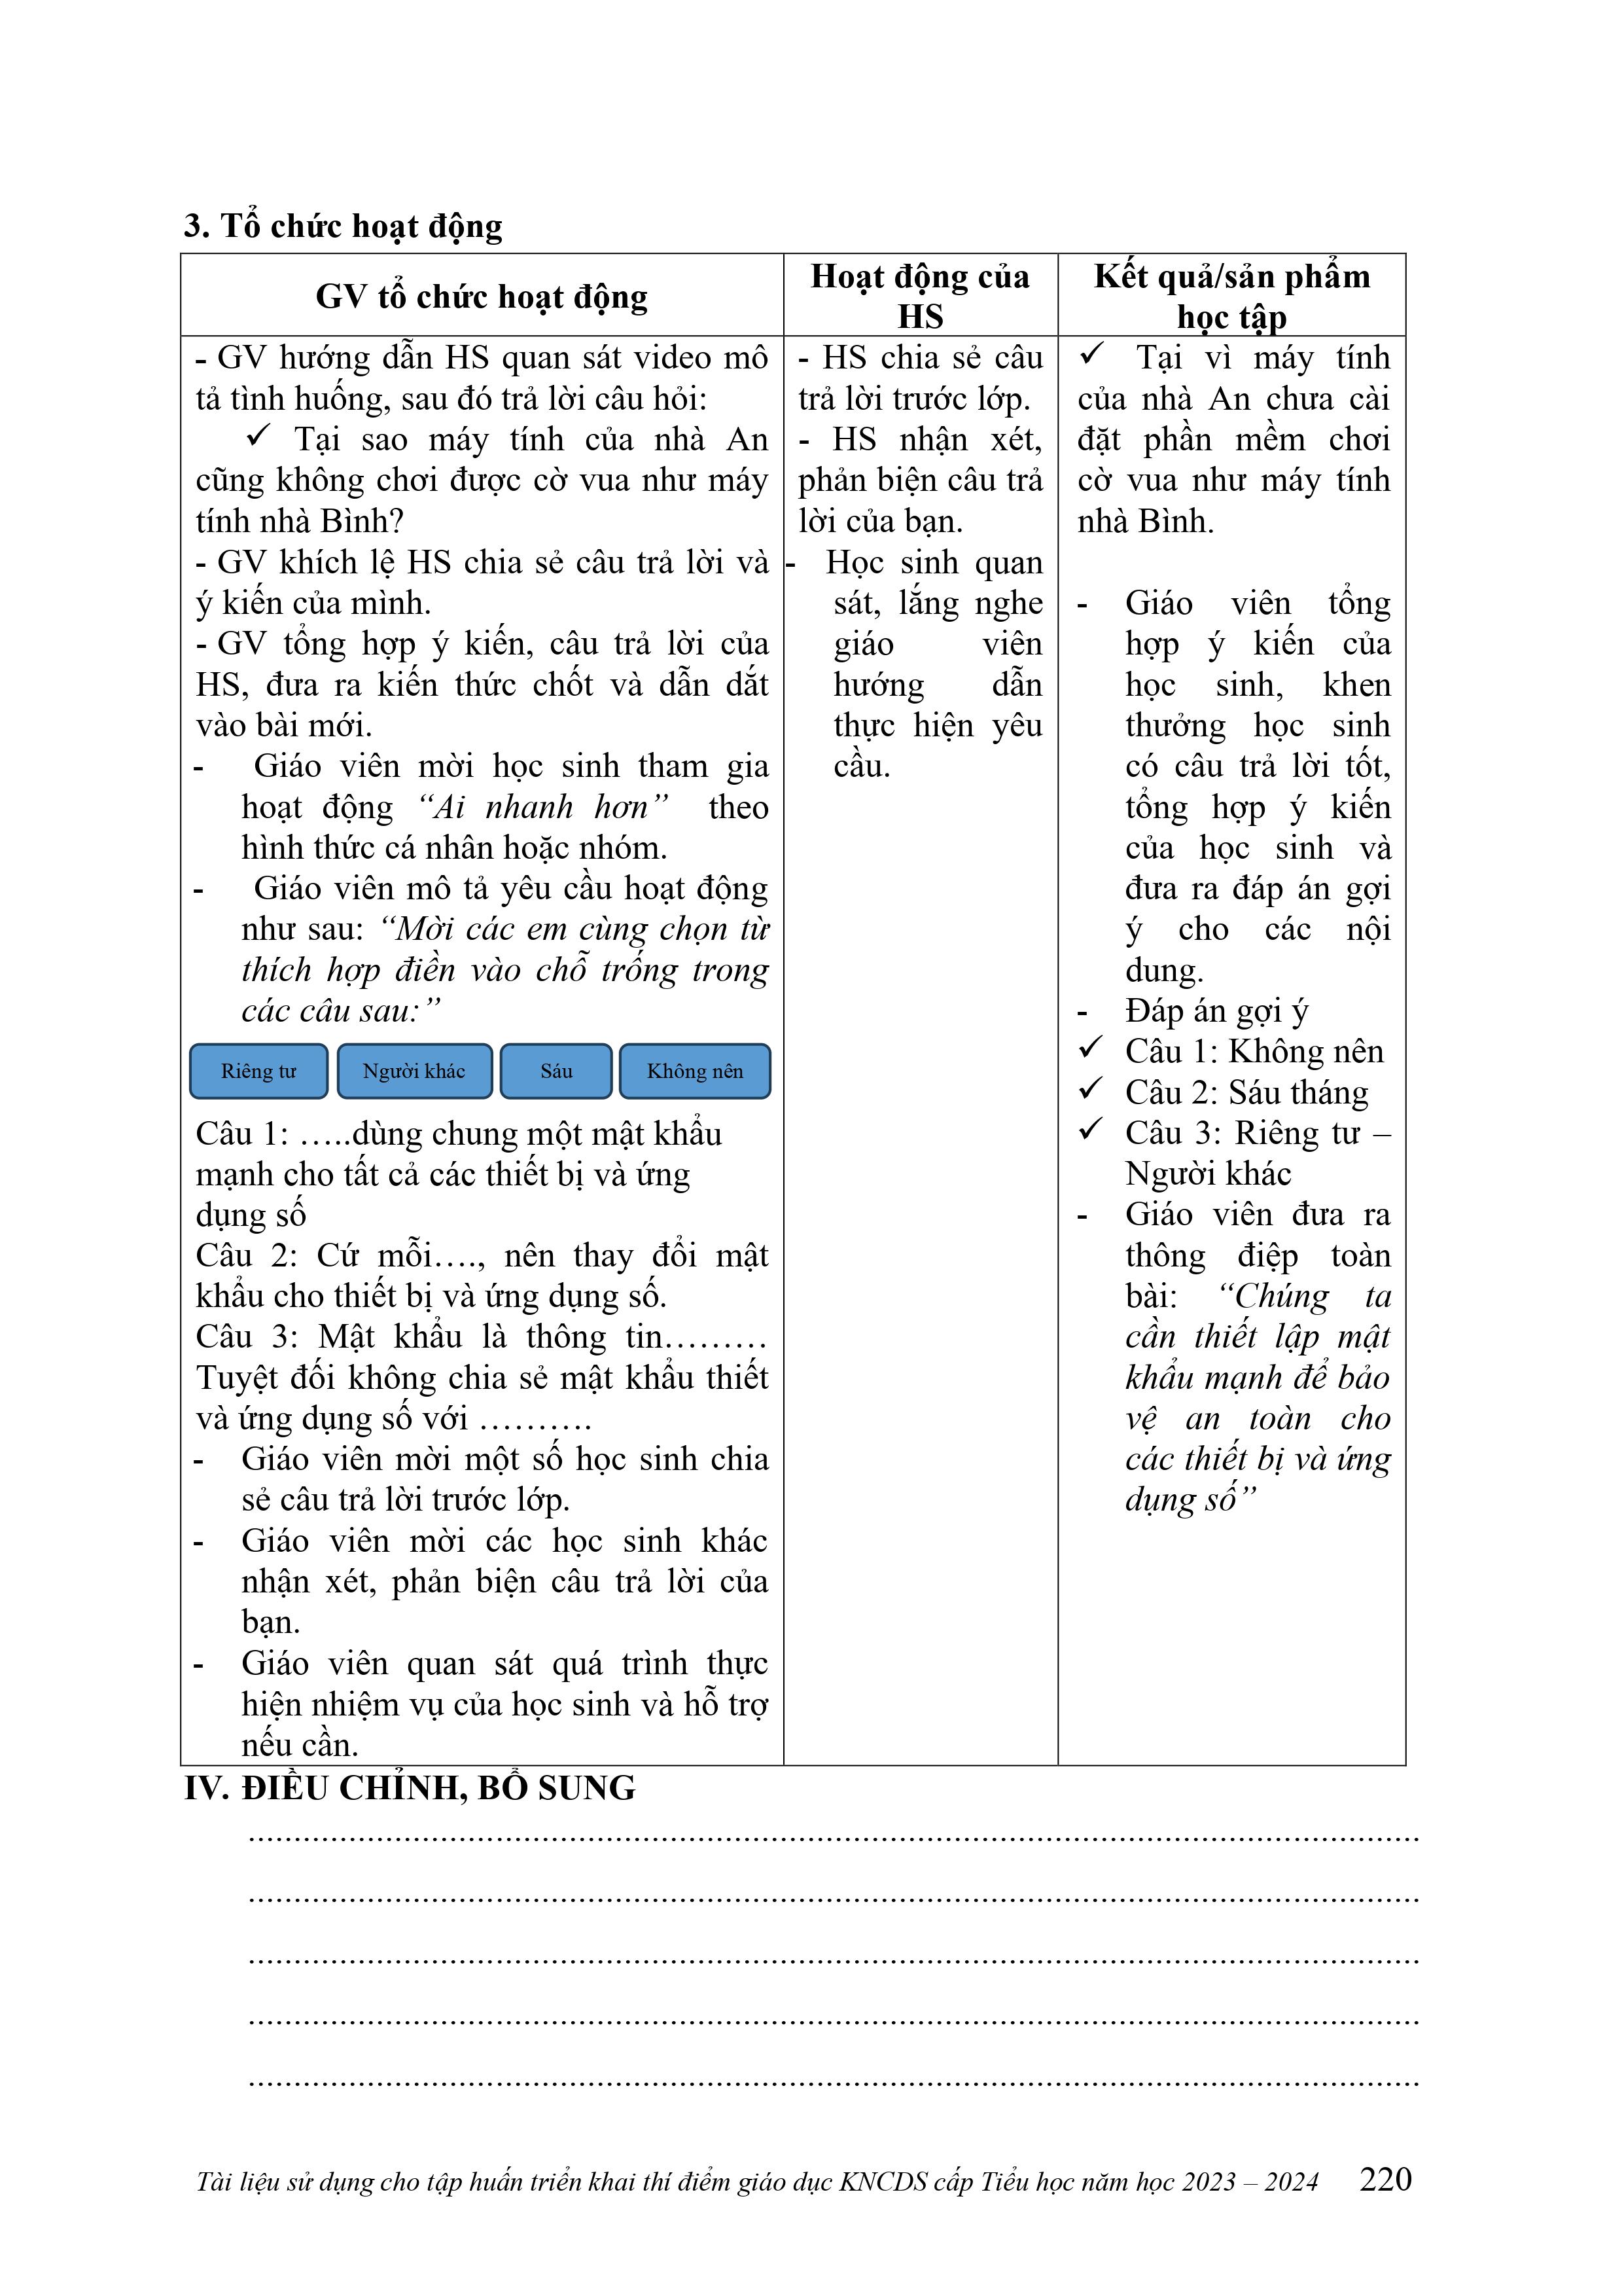 3. Tổ chức hoạt động
GV tổ chức hoạt động
Hoạt động của
HS
Kết quả/sản phẩm
học tập
- GV hướng dẫn HS quan sát video mô
tả tình huống, sau đó trả lời câu hỏi:
✓ Tại sao máy tính của nhà An
cũng không chơi được cờ vua như máy
tính nhà Bình?
- GV khích lệ HS chia sẻ câu trả lời và
ý kiến của mình.
- GV tổng hợp ý kiến, câu trả lời của
HS, đưa ra kiến thức chốt và dẫn dắt
vào bài mới.
- Giáo viên mời học sinh tham gia
hoạt động “Ai nhanh hơn” theo
hình thức cá nhân hoặc nhóm.
- Giáo viên mô tả yêu cầu hoạt động
như sau: “Mời các em cùng chọn từ
thích hợp điền vào chỗ trống trong
các câu sau:”
Riêng tư Người khác Sáu Không nên
Câu 1: …..dùng chung một mật khẩu
mạnh cho tất cả các thiết bị và ứng
dụng số
Câu 2: Cứ mỗi…., nên thay đổi mật
khẩu cho thiết bị và ứng dụng số.
Câu 3: Mật khẩu là thông tin………
Tuyệt đối không chia sẻ mật khẩu thiết
và ứng dụng số với ……….
- Giáo viên mời một số học sinh chia
sẻ câu trả lời trước lớp.
- Giáo viên mời các học sinh khác
nhận xét, phản biện câu trả lời của
bạn.
- Giáo viên quan sát quá trình thực
hiện nhiệm vụ của học sinh và hỗ trợ
nếu cần.
- HS chia sẻ câu
trả lời trước lớp.
- HS nhận xét,
phản biện câu trả
lời của bạn.
- Học sinh quan
sát, lắng nghe
giáo viên
hướng dẫn
thực hiện yêu
cầu.
✓ Tại vì máy tính
của nhà An chưa cài
đặt phần mềm chơi
cờ vua như máy tính
nhà Bình.
- Giáo viên tổng
hợp ý kiến của
học sinh, khen
thưởng học sinh
có câu trả lời tốt,
tổng hợp ý kiến
của học sinh và
đưa ra đáp án gợi
ý cho các nội
dung.
- Đáp án gợi ý
✓ Câu 1: Không nên
✓ Câu 2: Sáu tháng
✓ Câu 3: Riêng tư –
Người khác
- Giáo viên đưa ra
thông điệp toàn
bài: “Chúng ta
cần thiết lập mật
khẩu mạnh để bảo
vệ an toàn cho
các thiết bị và ứng
dụng số”
IV. ĐIỀU CHỈNH, BỔ SUNG
................................................................................
................................................................................
................................................................................
................................................................................
................................................................................
Tài liệu sử dụng cho tập huấn triển khai thí điểm giáo dục KNCDS cấp Tiểu học năm học 2023 – 2024 220